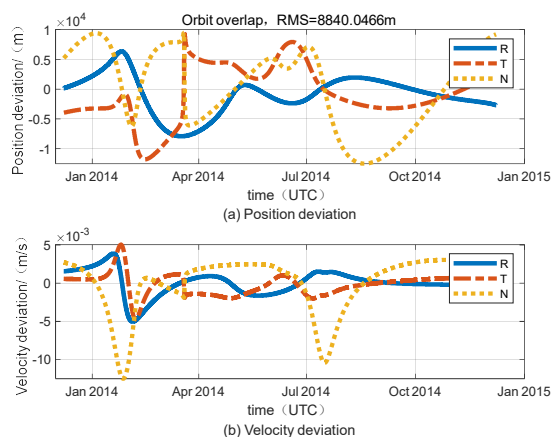 Orbit overlap，RMS=8840.0466m
×10⁴
Position deviation/（m）
1
0.5
0
-0.5
-1
R
T
N
Jan 2014
Apr 2014
Jul 2014
Oct 2014
Jan 2015
time（UTC）
(a) Position deviation
×10⁻³
Velocity deviation/（m/s）
5
0
-5
-10
R
T
N
Jan 2014
Apr 2014
Jul 2014
Oct 2014
Jan 2015
time（UTC）
(b) Velocity deviation